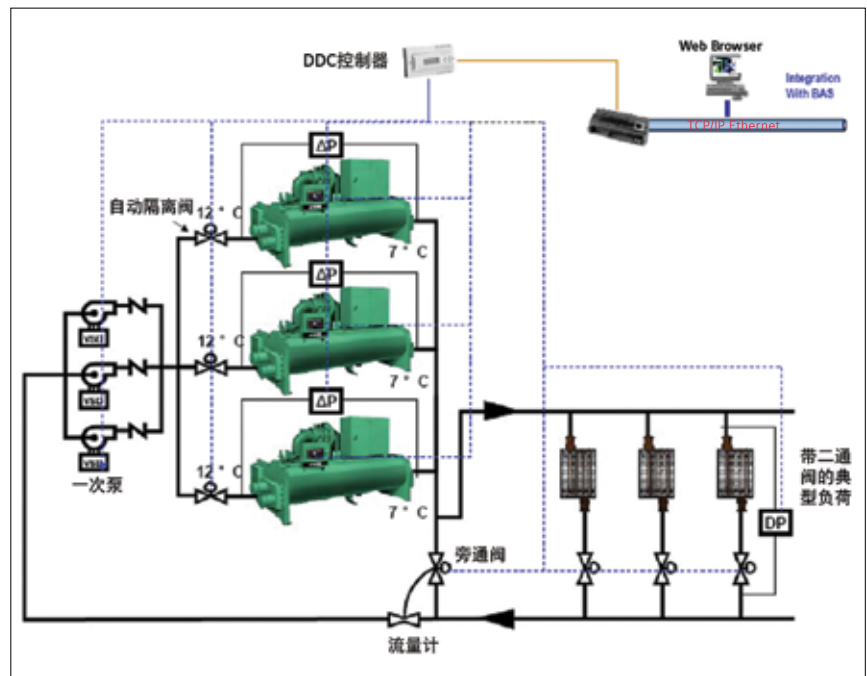 DDC控制器
Web Browser
Integration
With BAS
TCP/IP Ethernet
ΔP
自动隔离阀
12 ° C
7 ° C
ΔP
12 ° C
7 ° C
ΔP
12 ° C
7 ° C
一次泵
带二通
阀的典
型负荷
DP
旁通阀
流量计